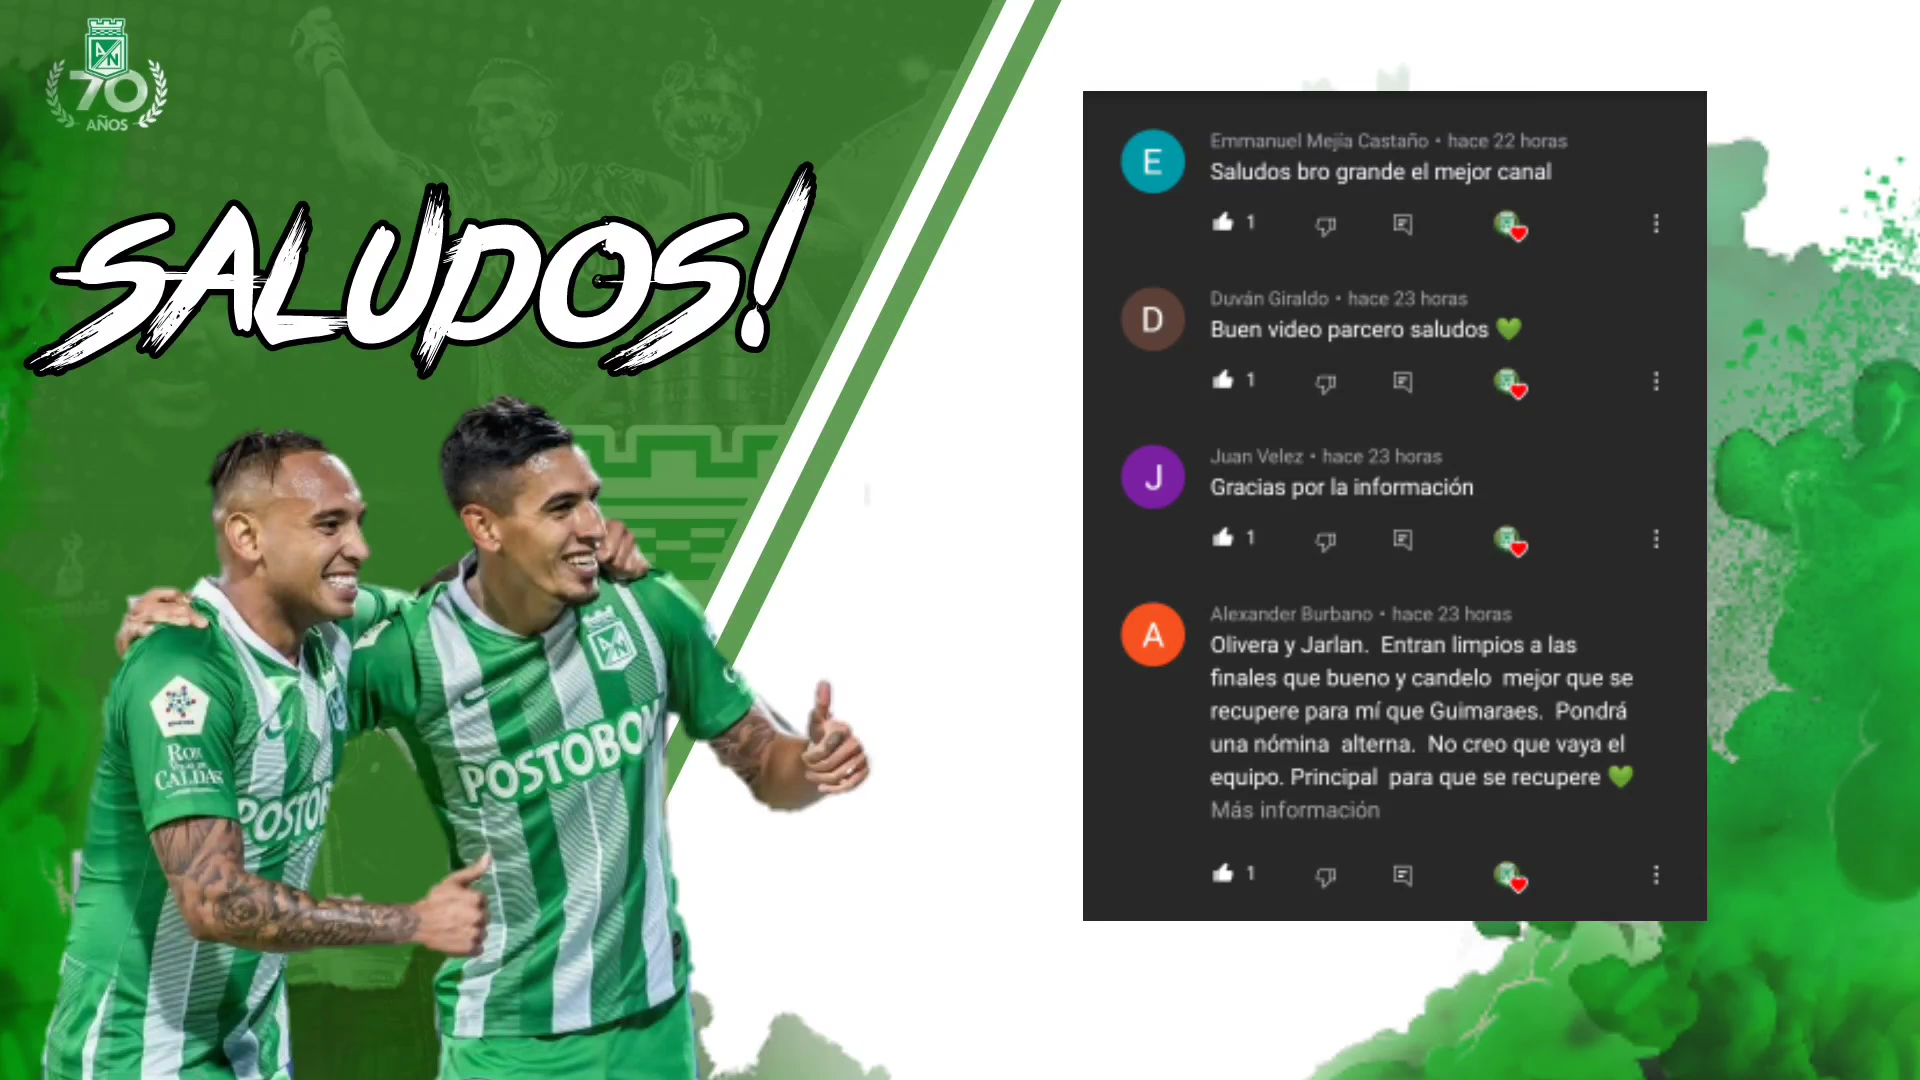 70
AÑOS
SALUDOS!
RON
CALDAS
POSTOBON
E
Emmanuel Mejía Castaño • hace 22 horas
Saludos bro grande el mejor canal
1
D
Duván Giraldo • hace 23 horas
Buen video parcero saludos 💚
1
J
Juan Velez • hace 23 horas
Gracias por la información
1
A
Alexander Burbano • hace 23 horas
Olivera y Jarlan. Entran limpios a las
finales que bueno y candelo mejor que se
recupere para mí que Guimaraes. Pondrá
una nómina alterna. No creo que vaya el
equipo. Principal para que se recupere 💚
Más información
1